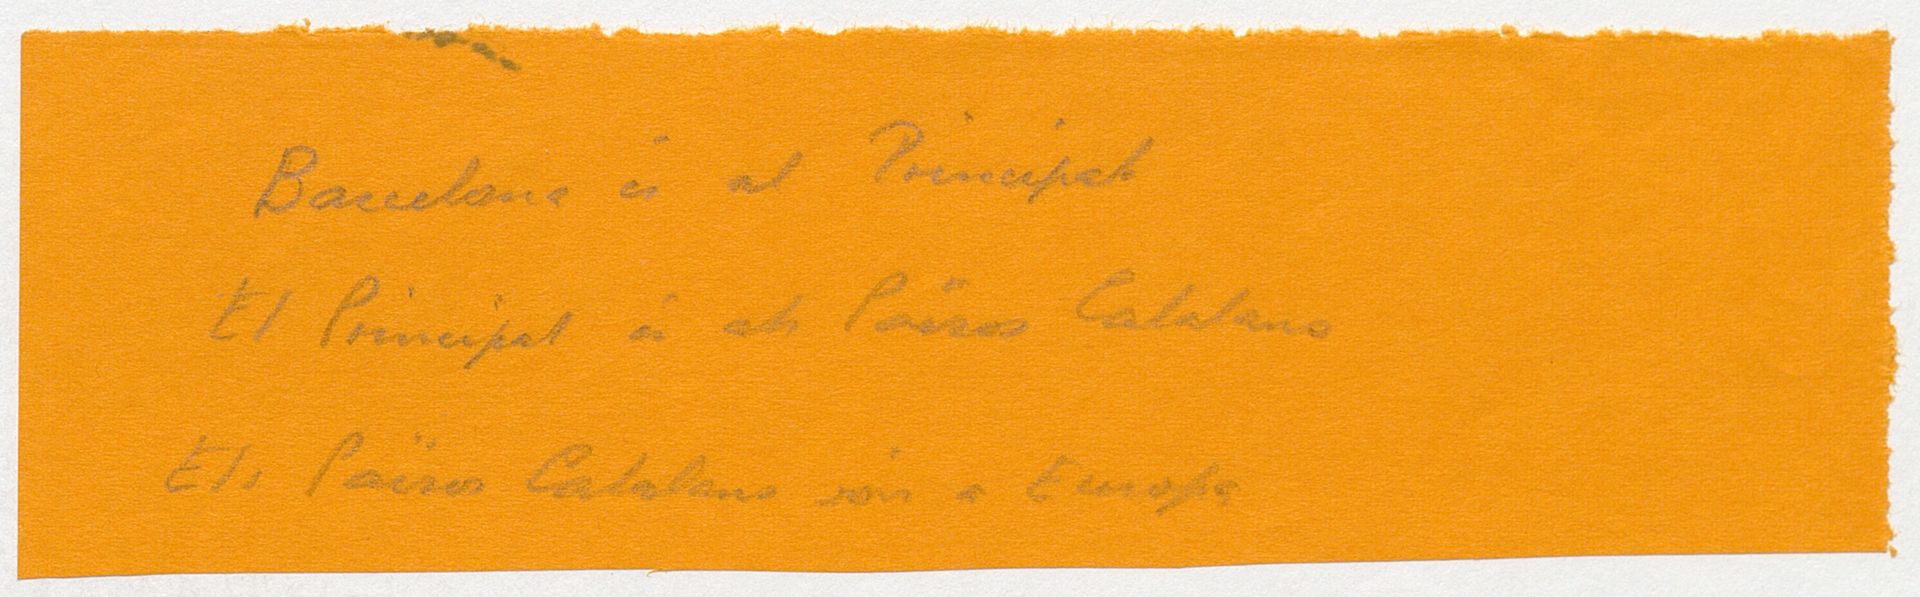 Barcelona és al Principat
El Principat és als Països Catalans
Els Països Catalans són a Europa